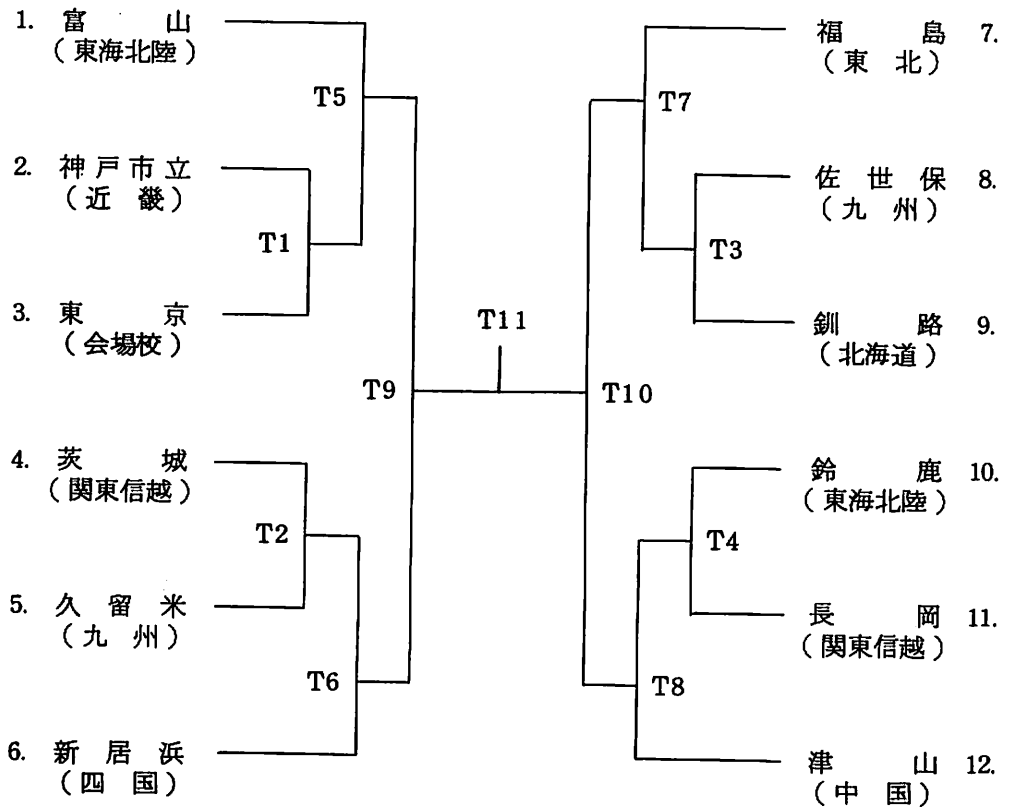 1. 富山
(東海北陸)
T5
2. 神戸市立
(近畿)
T1
3. 東京
(会場校)
T9
4. 茨城
(関東信越)
T2
5. 久留米
(九州)
T6
6. 新居浜
(四国)
T11
福島 7.
(東北)
T7
佐世保 8.
(九州)
T3
釧路 9.
(北海道)
T10
鈴鹿 10.
(東海北陸)
T4
長岡 11.
(関東信越)
T8
津山 12.
(中国)